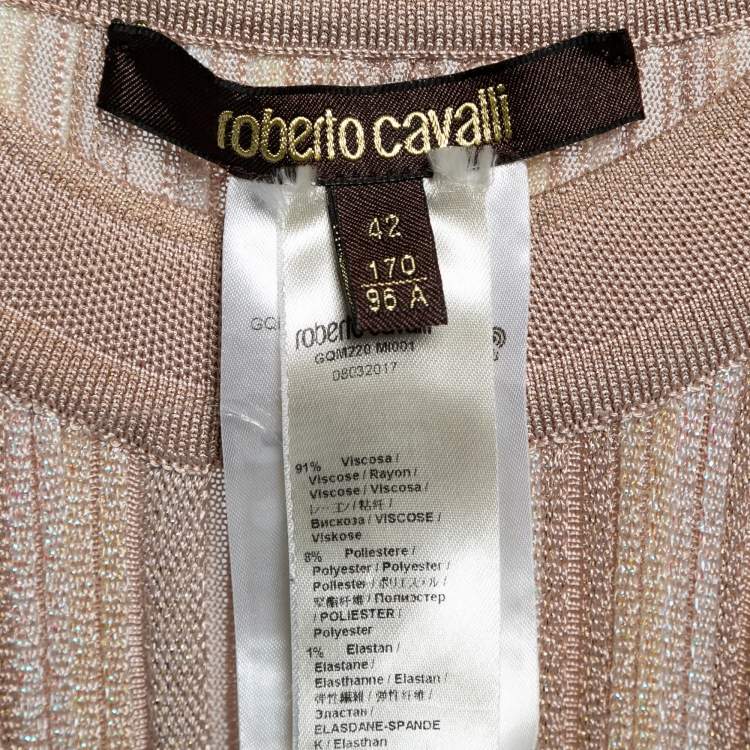 roberto cavalli
42
170
96 A
roberto cavalli
GQM220 MI001
08032017
91% Viscosa /
Viscose / Rayon /
Viscose / Viscosa /
レーヨン / 粘纤 /
Вискоза / VISCOSE /
Viskose
8% Poliestere /
Polyester / Polyester /
Poliester / ポリエステル /
聚酯纤维 / Полиэстер
/ POLIESTER /
Polyester
1% Elastan /
Elastane /
Elasthanne / Elastan /
弾性繊維 / 弹性纤维 /
Эластан /
ELASDANE-SPANDE
K / Elasthan